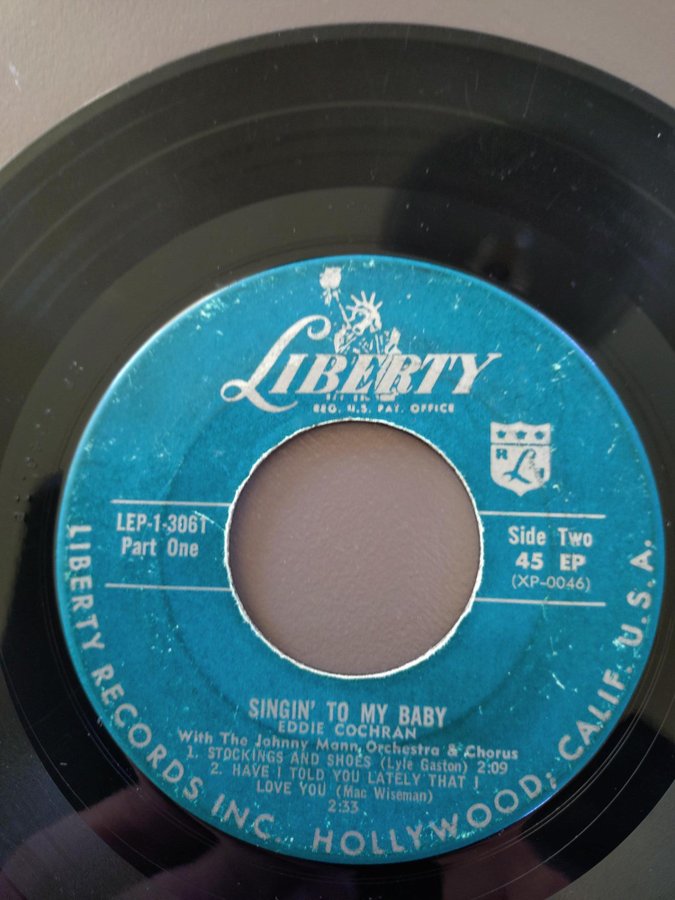 LIBERTY
REG. U.S. PAT. OFFICE
R L I
LEP-1-3061
Part One
Side Two
45 EP
(XP-0046)
SINGIN' TO MY BABY
EDDIE COCHRAN
With The Johnny Mann Orchestra & Chorus
1. STOCKINGS AND SHOES (Lyle Gaston) 2:09
2. HAVE I TOLD YOU LATELY THAT I
LOVE YOU (Mac Wiseman)
2:33
LIBERTY RECORDS INC. HOLLYWOOD, CALIF. U.S.A.